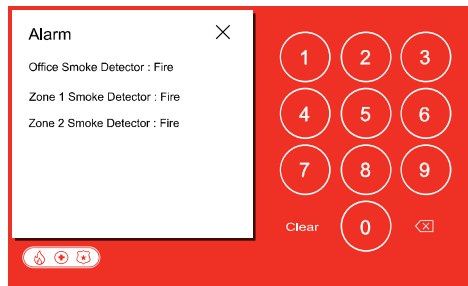 Alarm
Office Smoke Detector : Fire
Zone 1 Smoke Detector : Fire
Zone 2 Smoke Detector : Fire
1 2 3
4 5 6
7 8 9
Clear 0